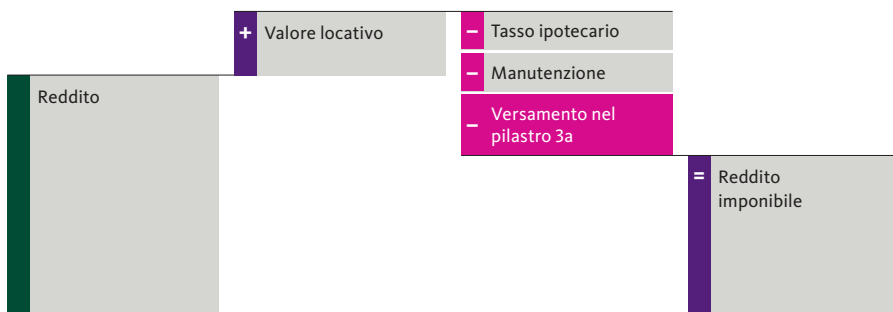 Reddito
+ Valore locativo
– Tasso ipotecario
– Manutenzione
– Versamento nel
pilastro 3a
= Reddito
imponibile